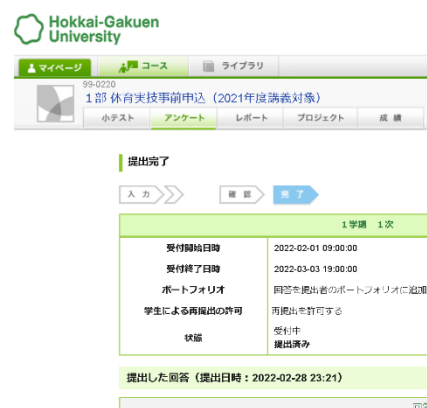 Hokkai-Gakuen
University
マイページ コース ライブラリ
99-0220
1部 体育実技事前申込（2021年度講義対象）
小テスト アンケート レポート プロジェクト 成績
提出完了
入力 確認 完了
1学期 1次
受付開始日時 2022-02-01 09:00:00
受付終了日時 2022-03-03 19:00:00
ポートフォリオ 回答を提出者のポートフォリオに追加
学生による再提出の許可 再提出を許可する
状態 受付中
提出済み
提出した回答（提出日時：2022-02-28 23:21）